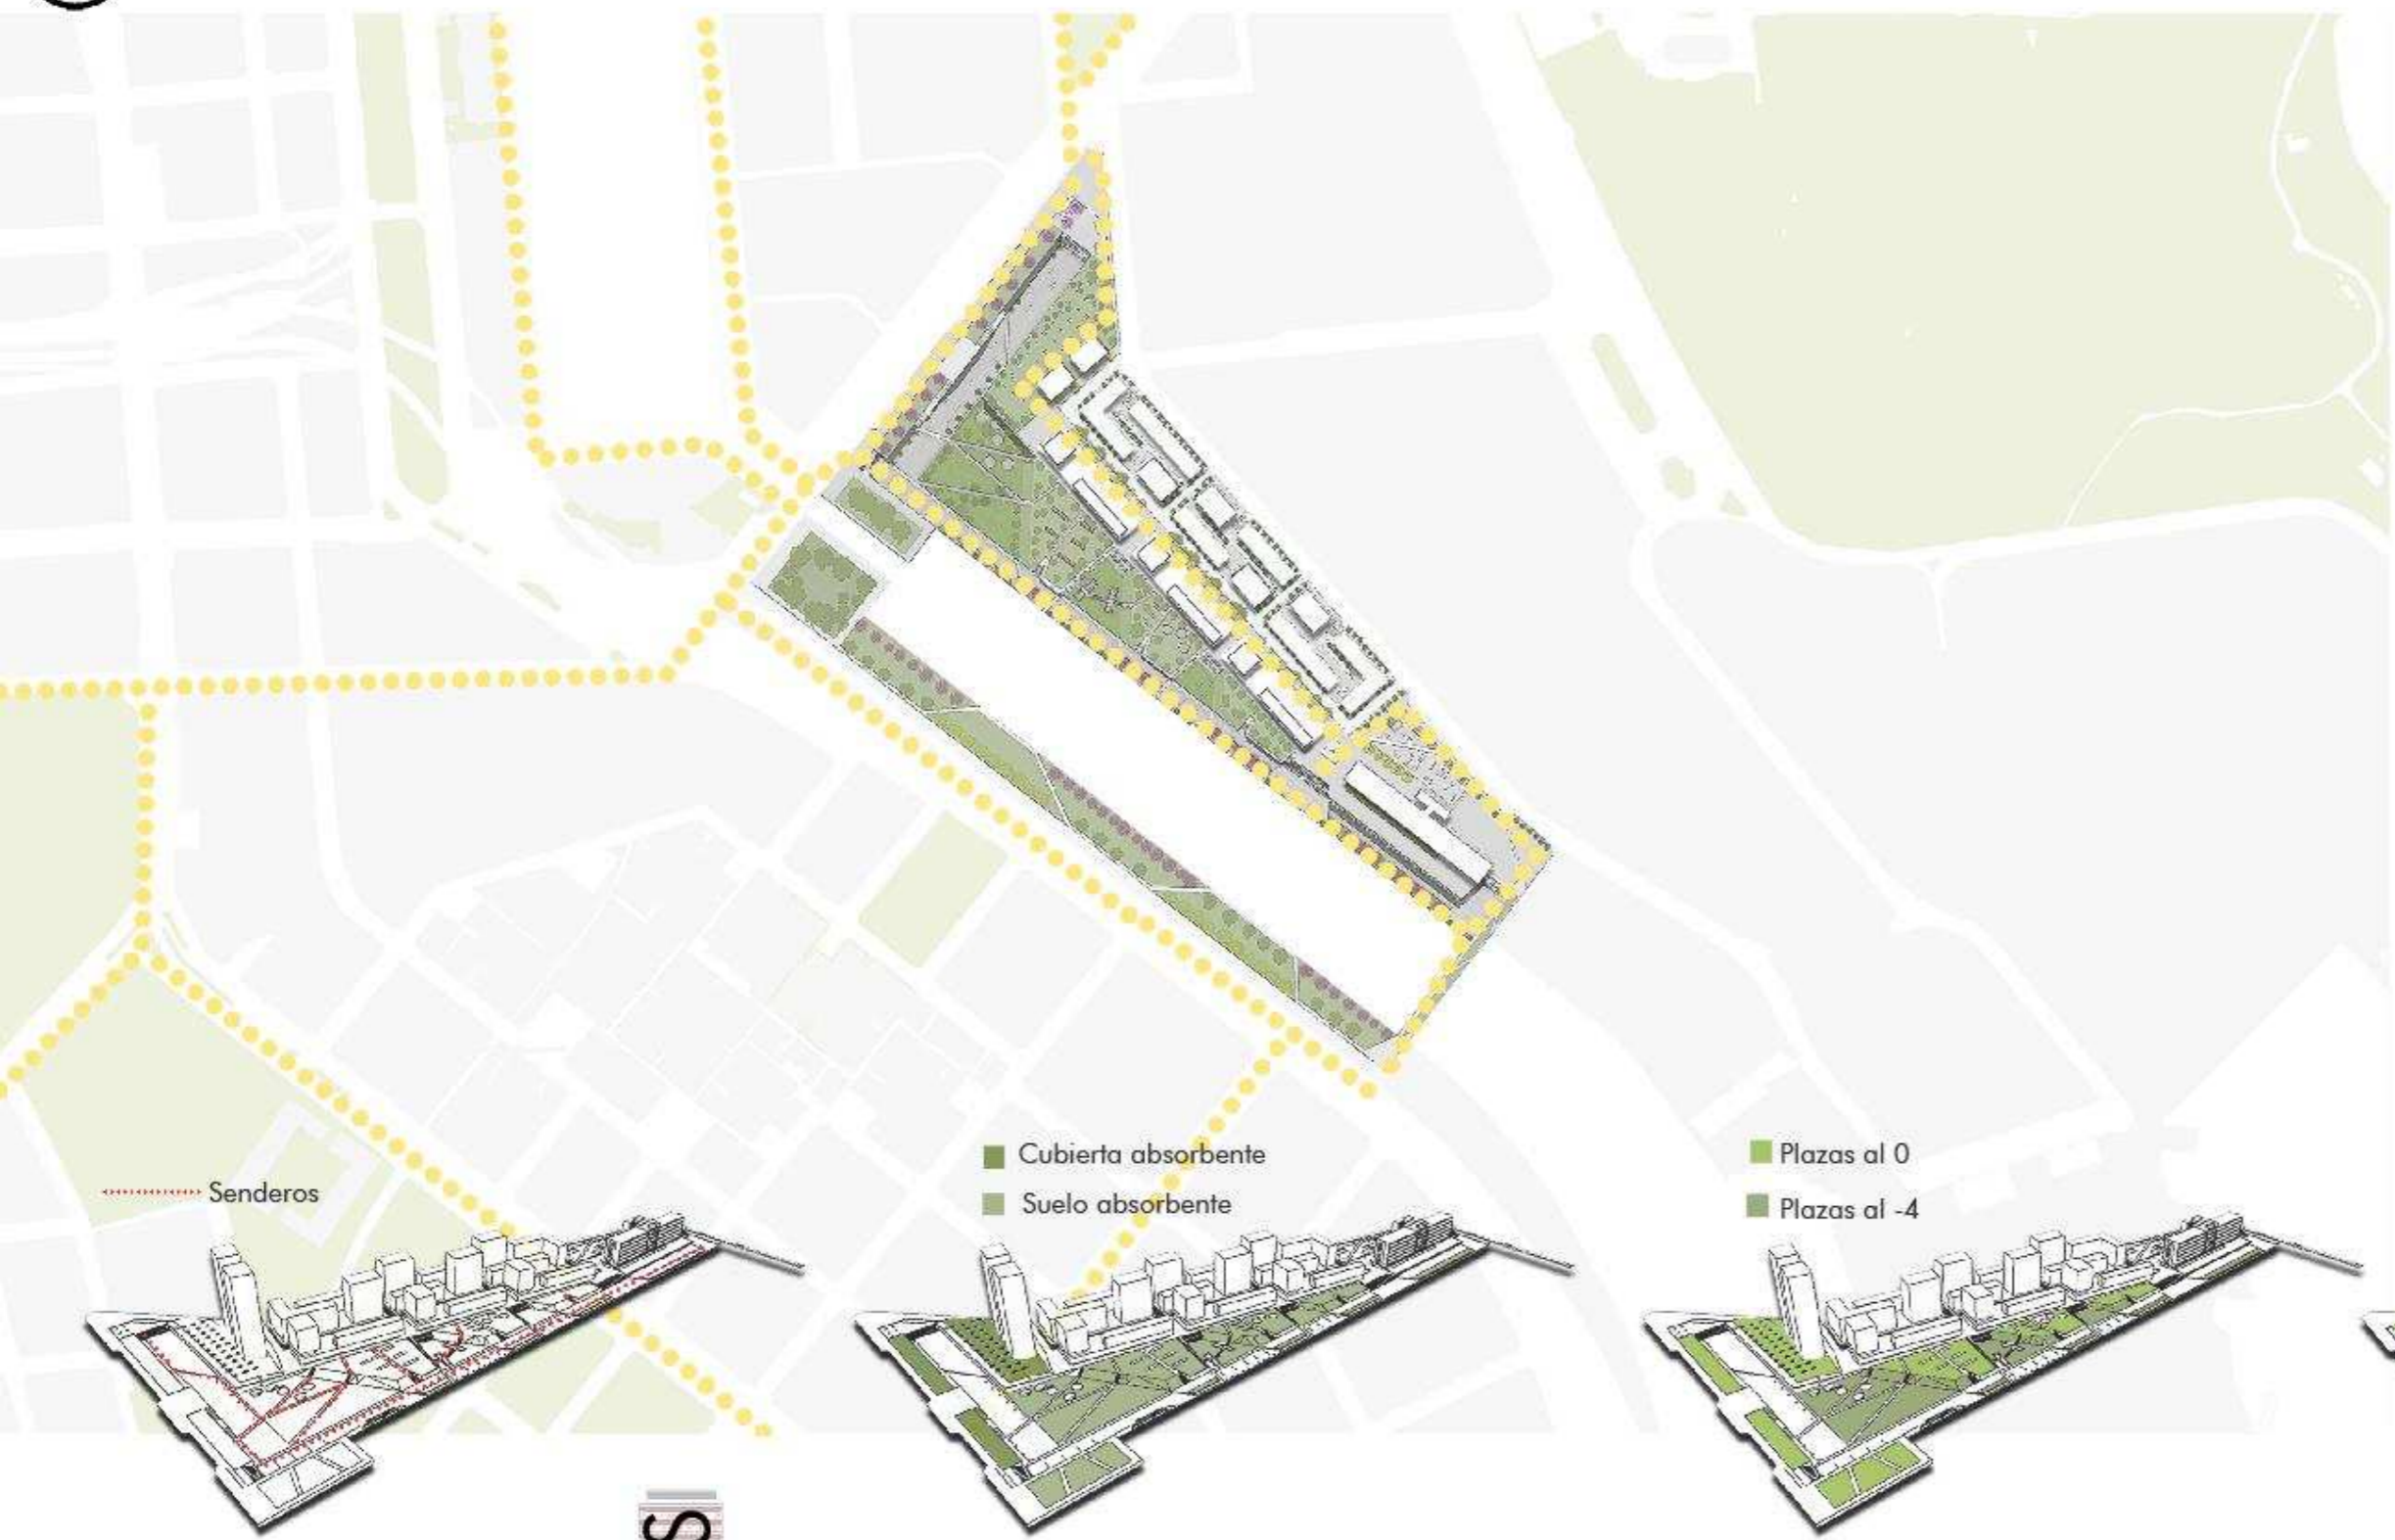 Senderos
Cubierta absorbente
Suelo absorbente
Plazas al 0
Plazas al -4
S